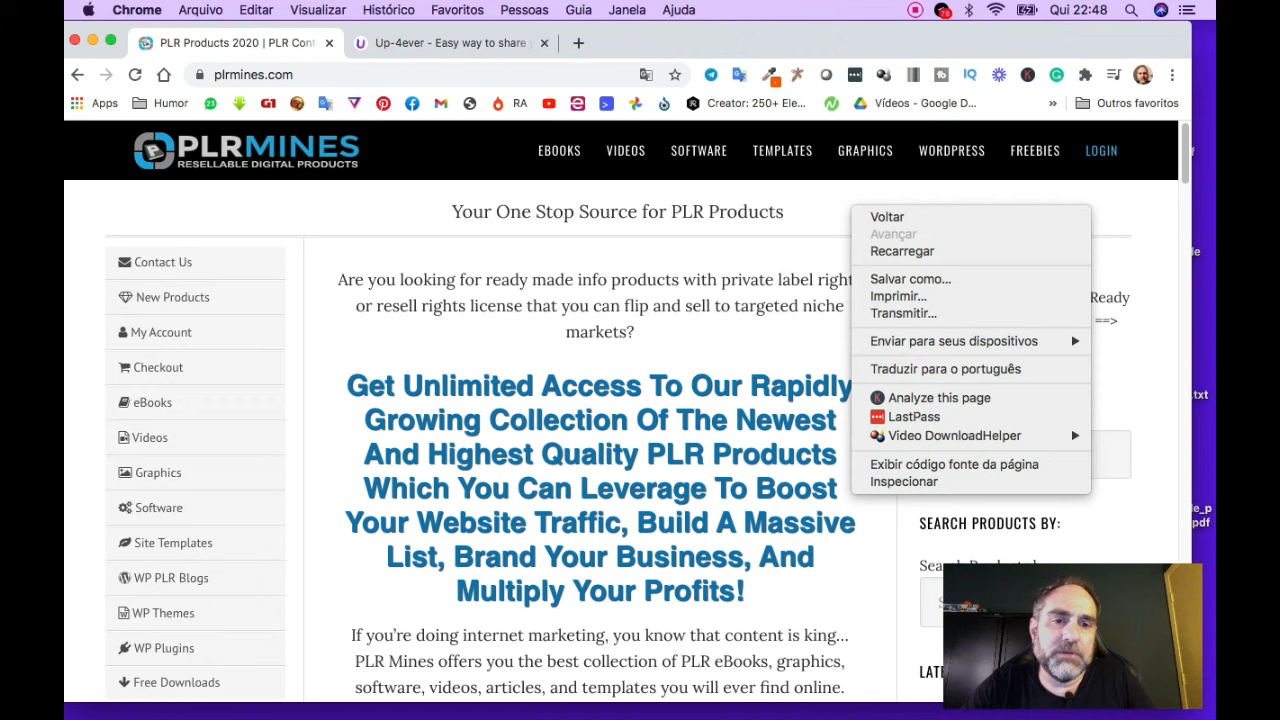 Chrome Arquivo Editar Visualizar Histórico Favoritos Pessoas Guia Janela Ajuda 78 Qui 22:48
PLR Products 2020 | PLR Cont Up-4ever - Easy way to share
plrmines.com
Apps Humor 23 G1 RA Creator: 250+ Ele... Vídeos - Google D... » Outros favoritos
PLRMINES
RESELLABLE DIGITAL PRODUCTS
EBOOKS VIDEOS SOFTWARE TEMPLATES GRAPHICS WORDPRESS FREEBIES LOGIN
Your One Stop Source for PLR Products
Contact Us
New Products
My Account
Checkout
eBooks
Videos
Graphics
Software
Site Templates
WP PLR Blogs
WP Themes
WP Plugins
Free Downloads
Are you looking for ready made info products with private label right
or resell rights license that you can flip and sell to targeted niche
markets?
Get Unlimited Access To Our Rapidly
Growing Collection Of The Newest
And Highest Quality PLR Products
Which You Can Leverage To Boost
Your Website Traffic, Build A Massive
List, Brand Your Business, And
Multiply Your Profits!
If you're doing internet marketing, you know that content is king...
PLR Mines offers you the best collection of PLR eBooks, graphics,
software, videos, articles, and templates you will ever find online.
Voltar
Avançar
Recarregar
Salvar como...
Imprimir...
Transmitir...
Enviar para seus dispositivos
Traduzir para o português
Analyze this page
LastPass
Video DownloadHelper
Exibir código fonte da página
Inspecionar
Ready
==>
SEARCH PRODUCTS BY:
.txt
.pdf